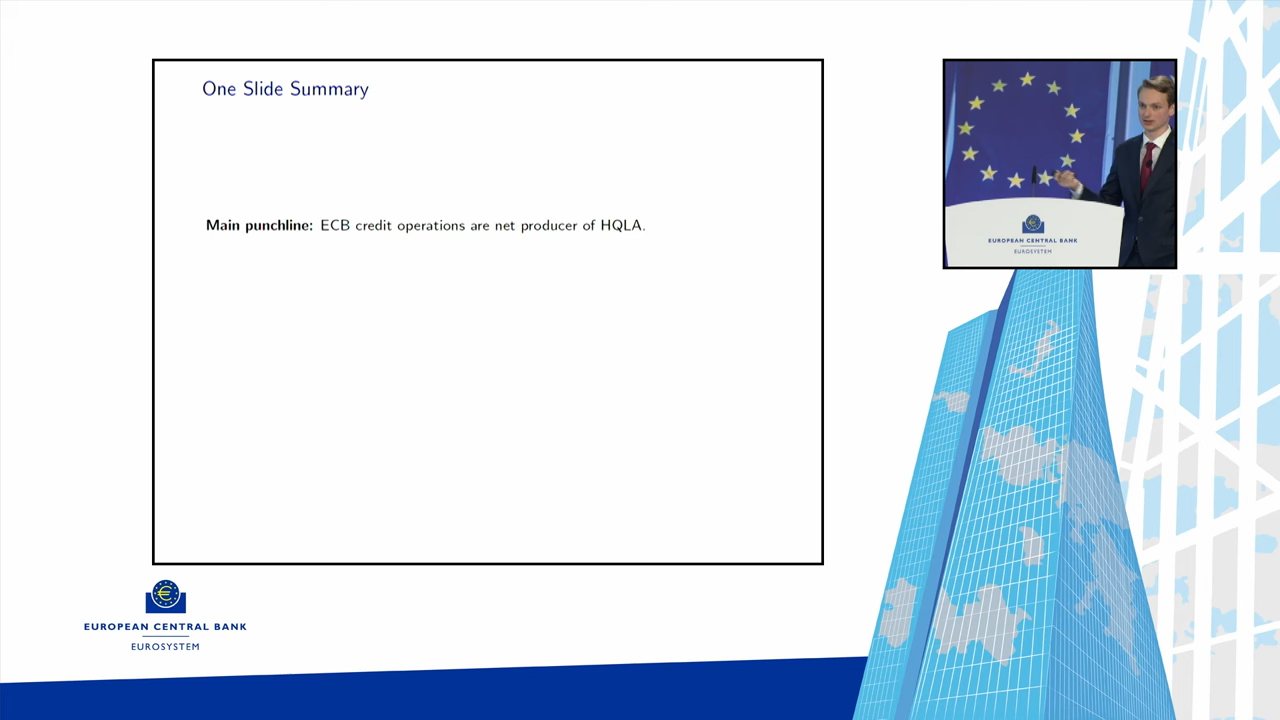 One Slide Summary
Main punchline: ECB credit operations are net producer of HQLA.
EUROPEAN CENTRAL BANK
EUROSYSTEM
EUROPEAN CENTRAL BANK
EUROSYSTEM